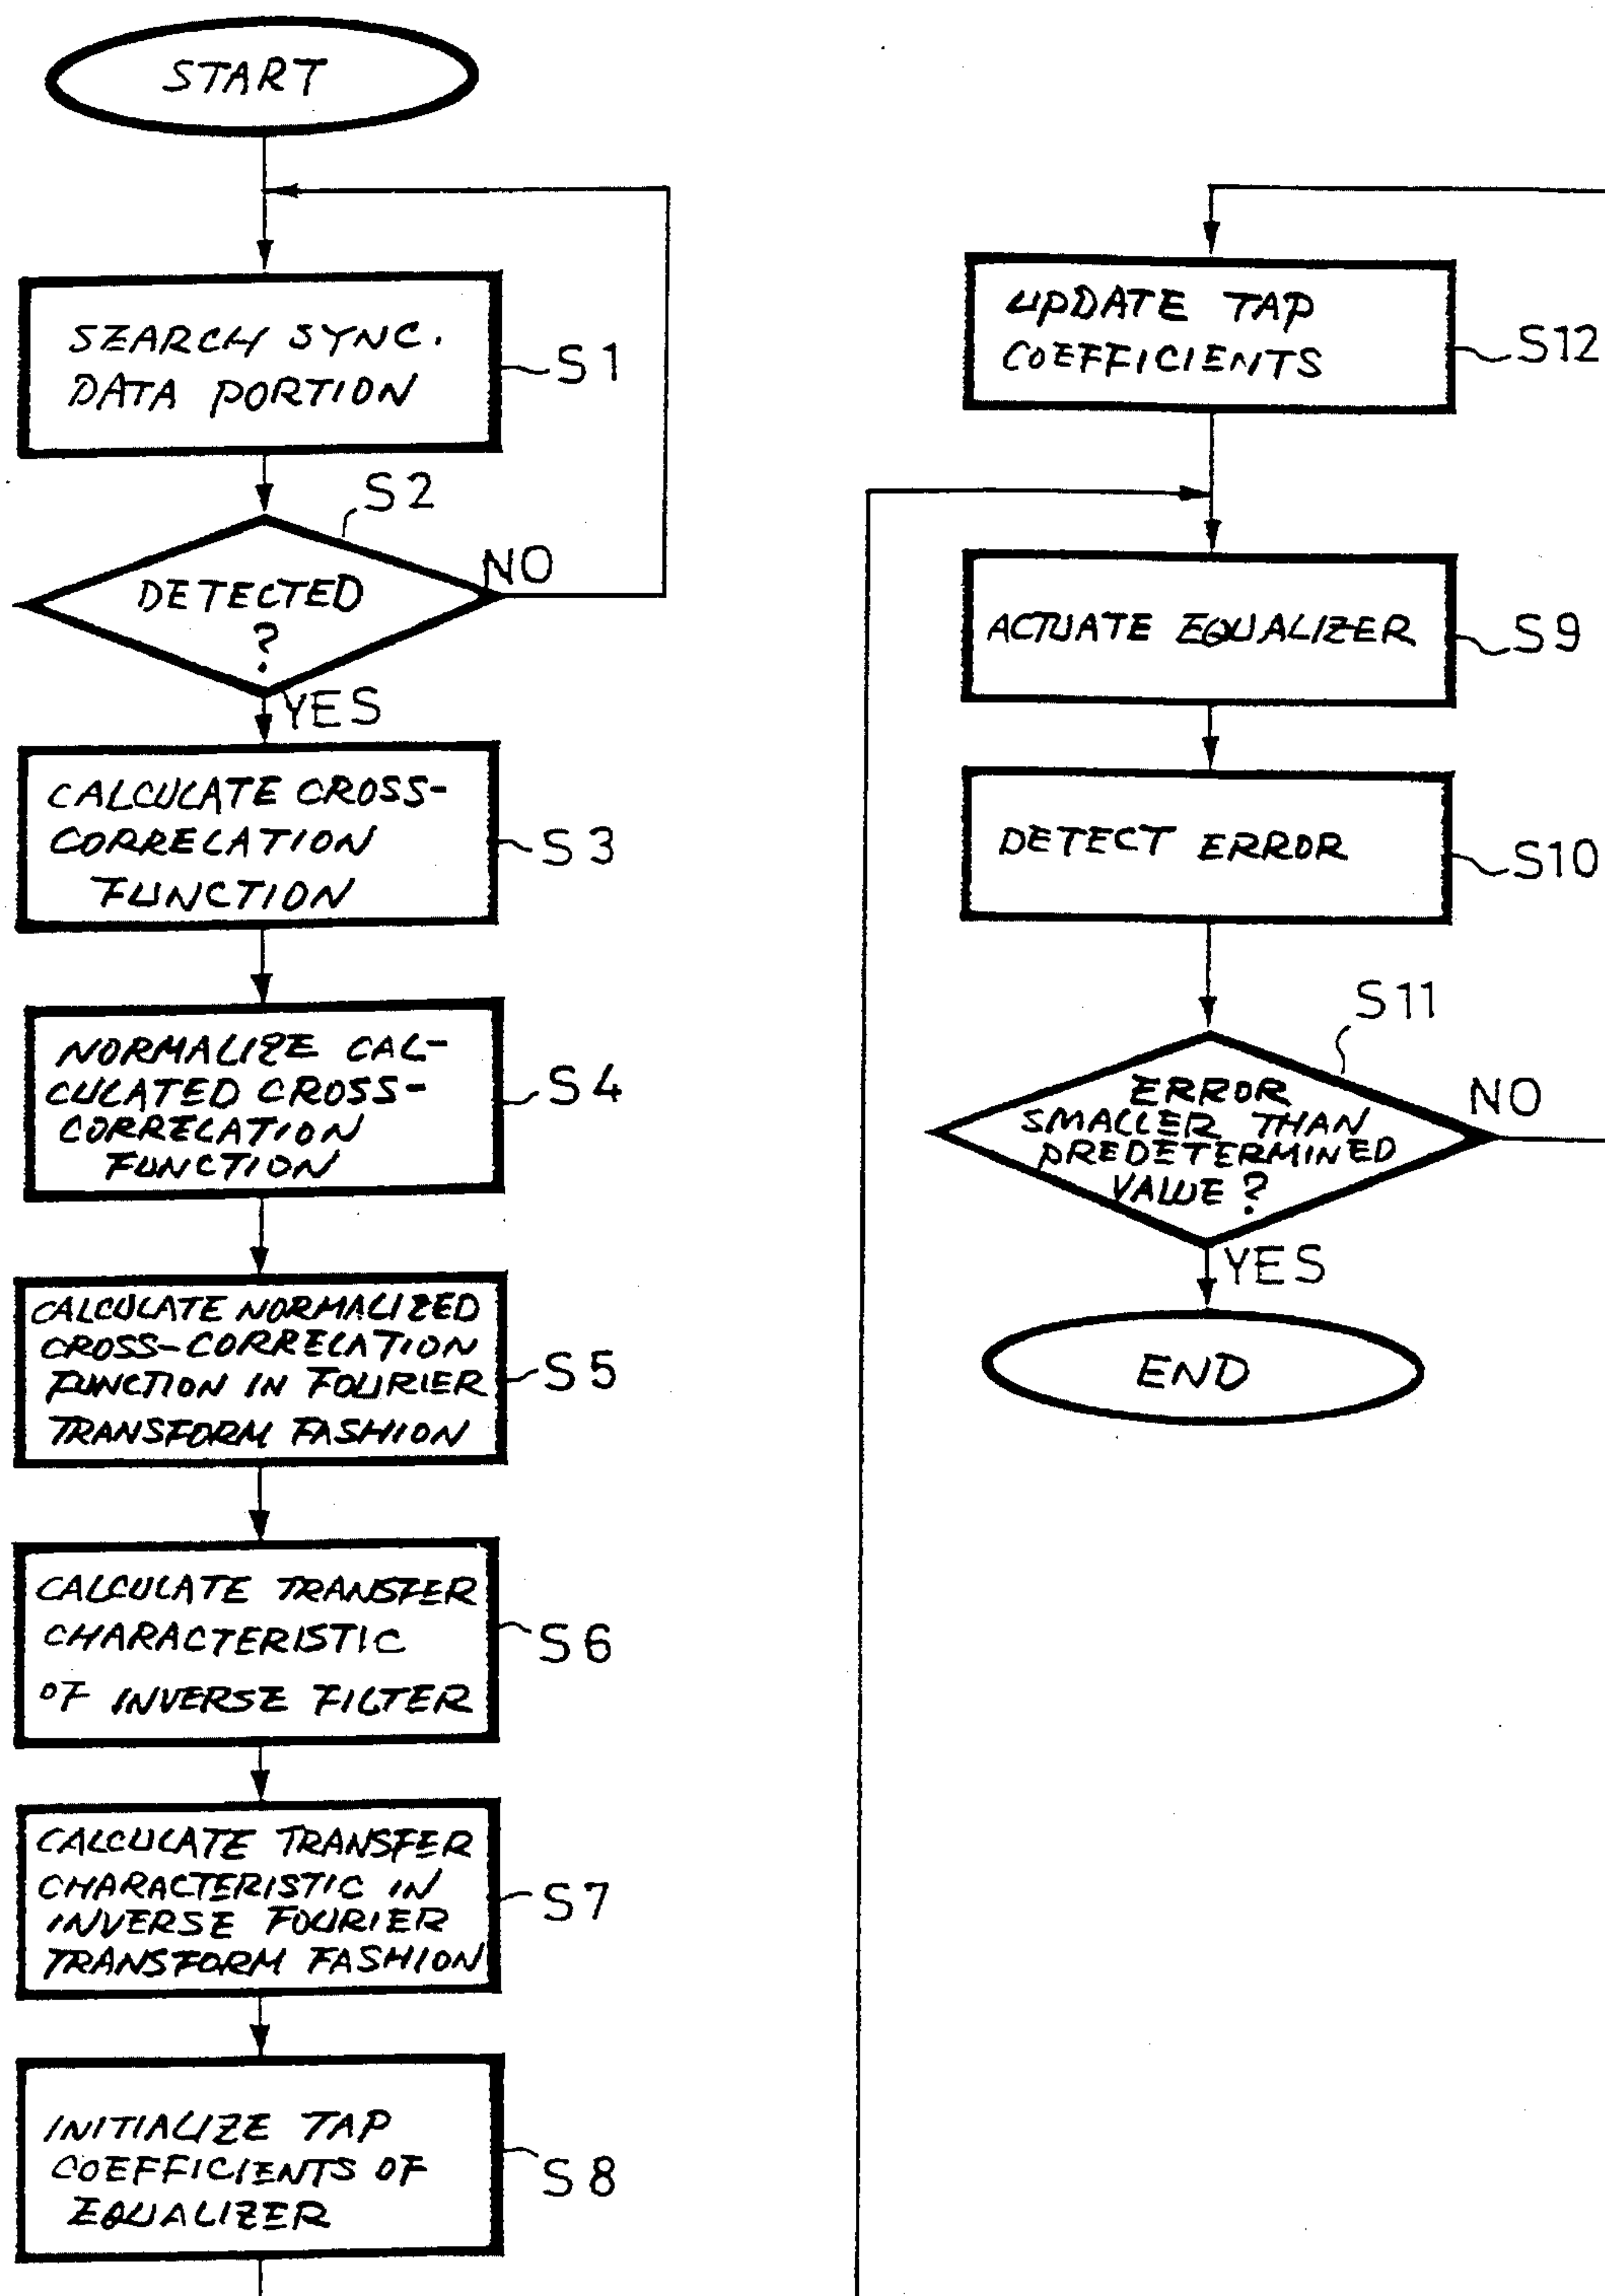 START
SEARCH SYNC.
DATA PORTION
S1
S2
DETECTED
?
NO
YES
CALCULATE CROSS-
CORRELATION
FUNCTION
S3
NORMALIZE CAL-
CULATED CROSS-
CORRELATION
FUNCTION
S4
CALCULATE NORMALIZED
CROSS-CORRELATION
FUNCTION IN FOURIER
TRANSFORM FASHION
S5
CALCULATE TRANSFER
CHARACTERISTIC
OF INVERSE FILTER
S6
CALCULATE TRANSFER
CHARACTERISTIC IN
INVERSE FOURIER
TRANSFORM FASHION
S7
INITIALIZE TAP
COEFFICIENTS OF
EQUALIZER
S8
UPDATE TAP
COEFFICIENTS
S12
ACTUATE EQUALIZER
S9
DETECT ERROR
S10
S11
ERROR
SMALLER THAN
PREDETERMINED
VALUE?
NO
YES
END